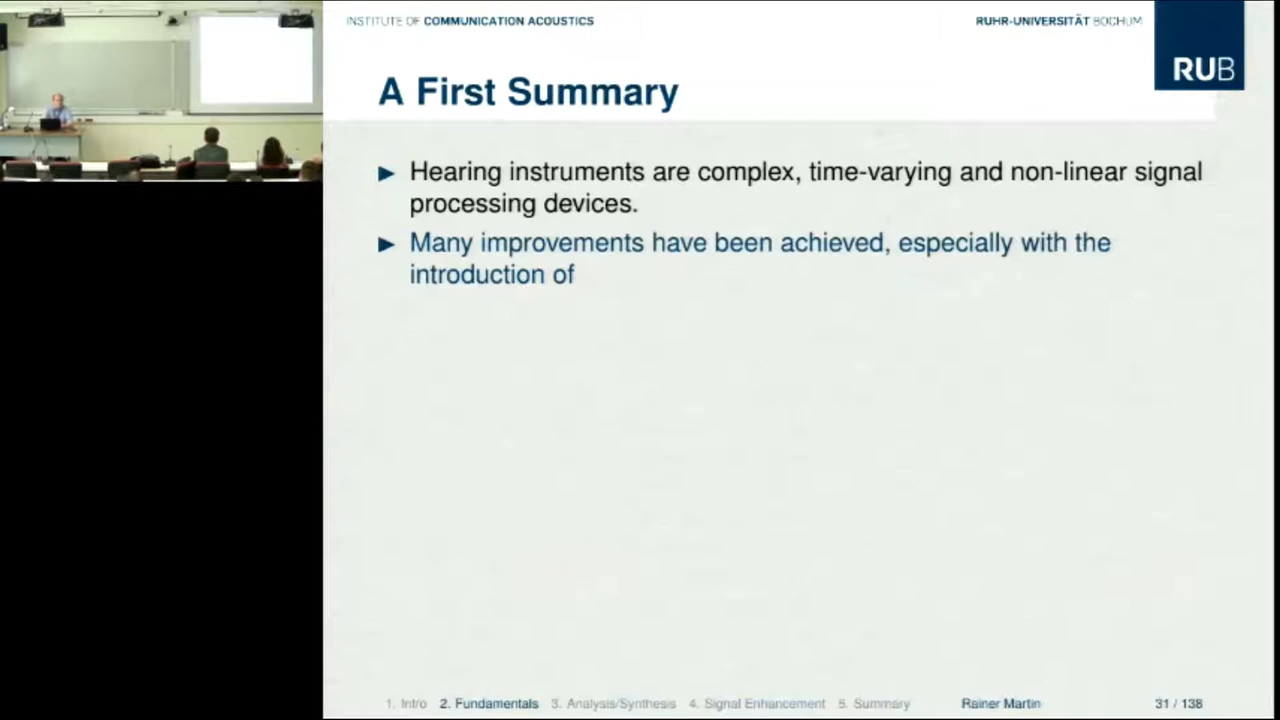 INSTITUTE OF COMMUNICATION ACOUSTICS
RUHR-UNIVERSITÄT BOCHUM
RUB
A First Summary
► Hearing instruments are complex, time-varying and non-linear signal
processing devices.
► Many improvements have been achieved, especially with the
introduction of
1. Intro 2. Fundamentals 3. Analysis/Synthesis 4. Signal Enhancement 5. Summary Rainer Martin 31 / 138